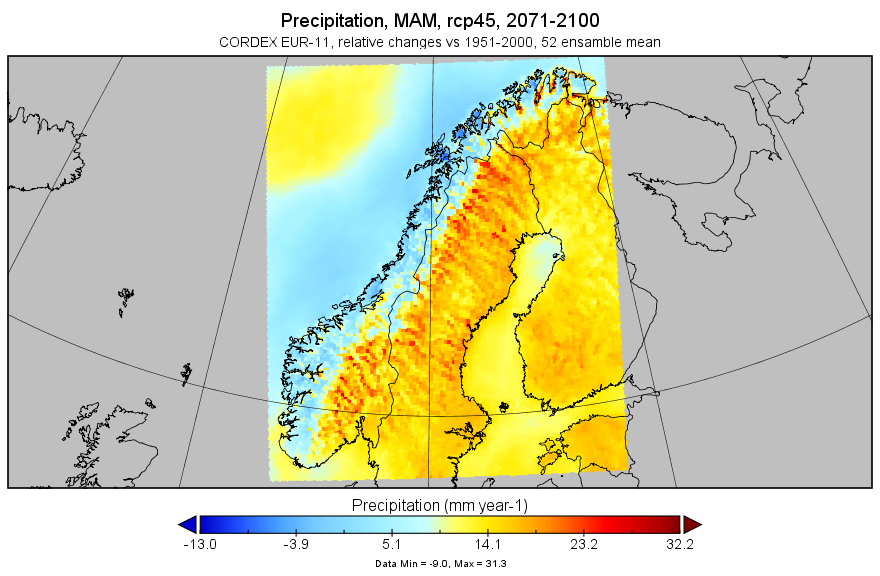 Precipitation, MAM, rcp45, 2071-2100
CORDEX EUR-11, relative changes vs 1951-2000, 52 ensamble mean
Precipitation (mm year-1)
-13.0 -3.9 5.1 14.1 23.2 32.2
Data Min = -9.0, Max = 31.3